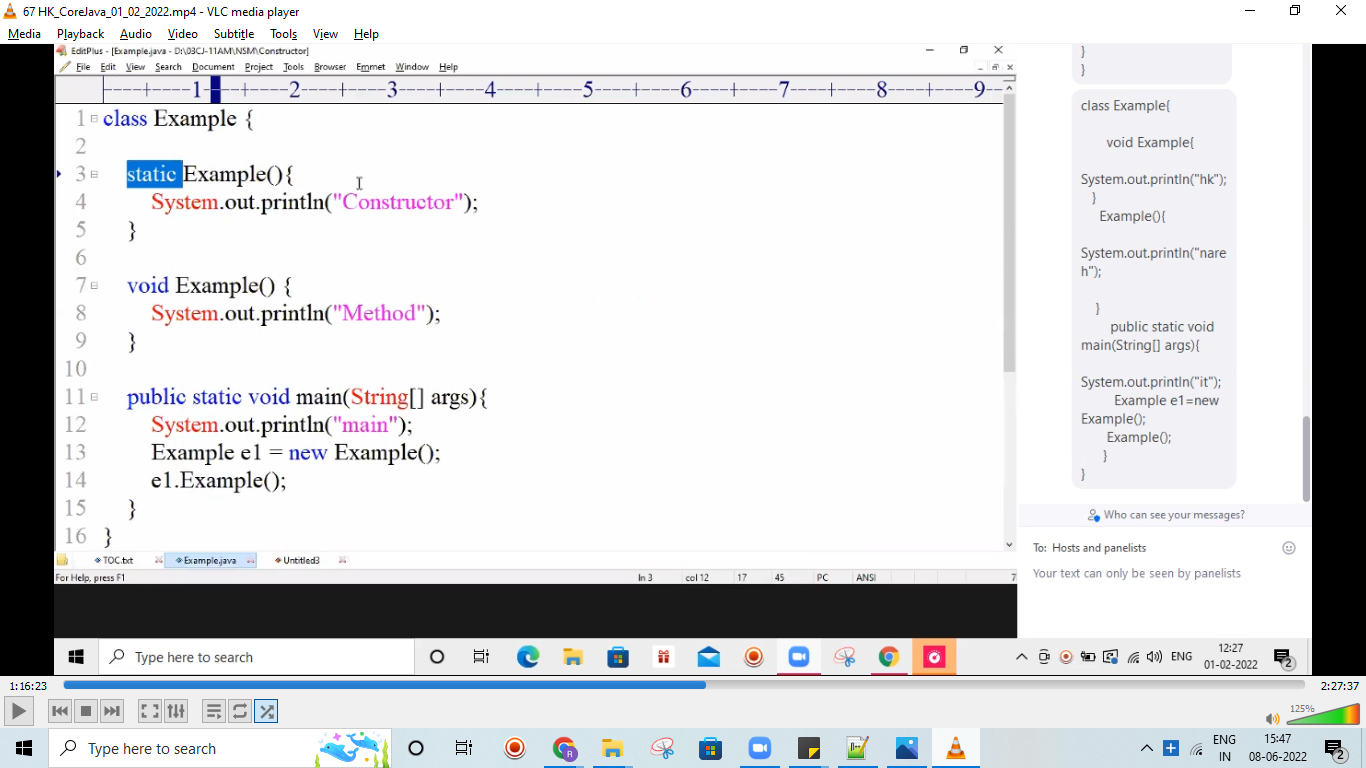 67 HK_CoreJava_01_02_2022.mp4 - VLC media player
Media Playback Audio Video Subtitle Tools View Help
EditPlus - [Example.java - D:\03CJ-11AM\NSM\Constructor]
File Edit View Search Document Project Tools Browser Emmet Window Help
----+----1----+----2----+----3----+----4----+----5----+----6----+----7----+----8----+----9--
1 class Example {
2
3 static Example(){
4 System.out.println("Constructor");
5 }
6
7 void Example() {
8 System.out.println("Method");
9 }
10
11 public static void main(String[] args){
12 System.out.println("main");
13 Example e1 = new Example();
14 e1.Example();
15 }
16 }
TOC.txt Example.java Untitled3
For Help, press F1 ln 3 col 12 17 45 PC ANSI 7
}
}
class Example{
void Example{
System.out.println("hk");
}
Example(){
System.out.println("nare
h");
}
public static void
main(String[] args){
System.out.println("it");
Example e1=new
Example();
Example();
}
}
Who can see your messages?
To: Hosts and panelists
Your text can only be seen by panelists
Type here to search
ENG
12:27
01-02-2022
2
1:16:23
2:27:37
125%
Type here to search
R
ENG
IN
15:47
08-06-2022
2